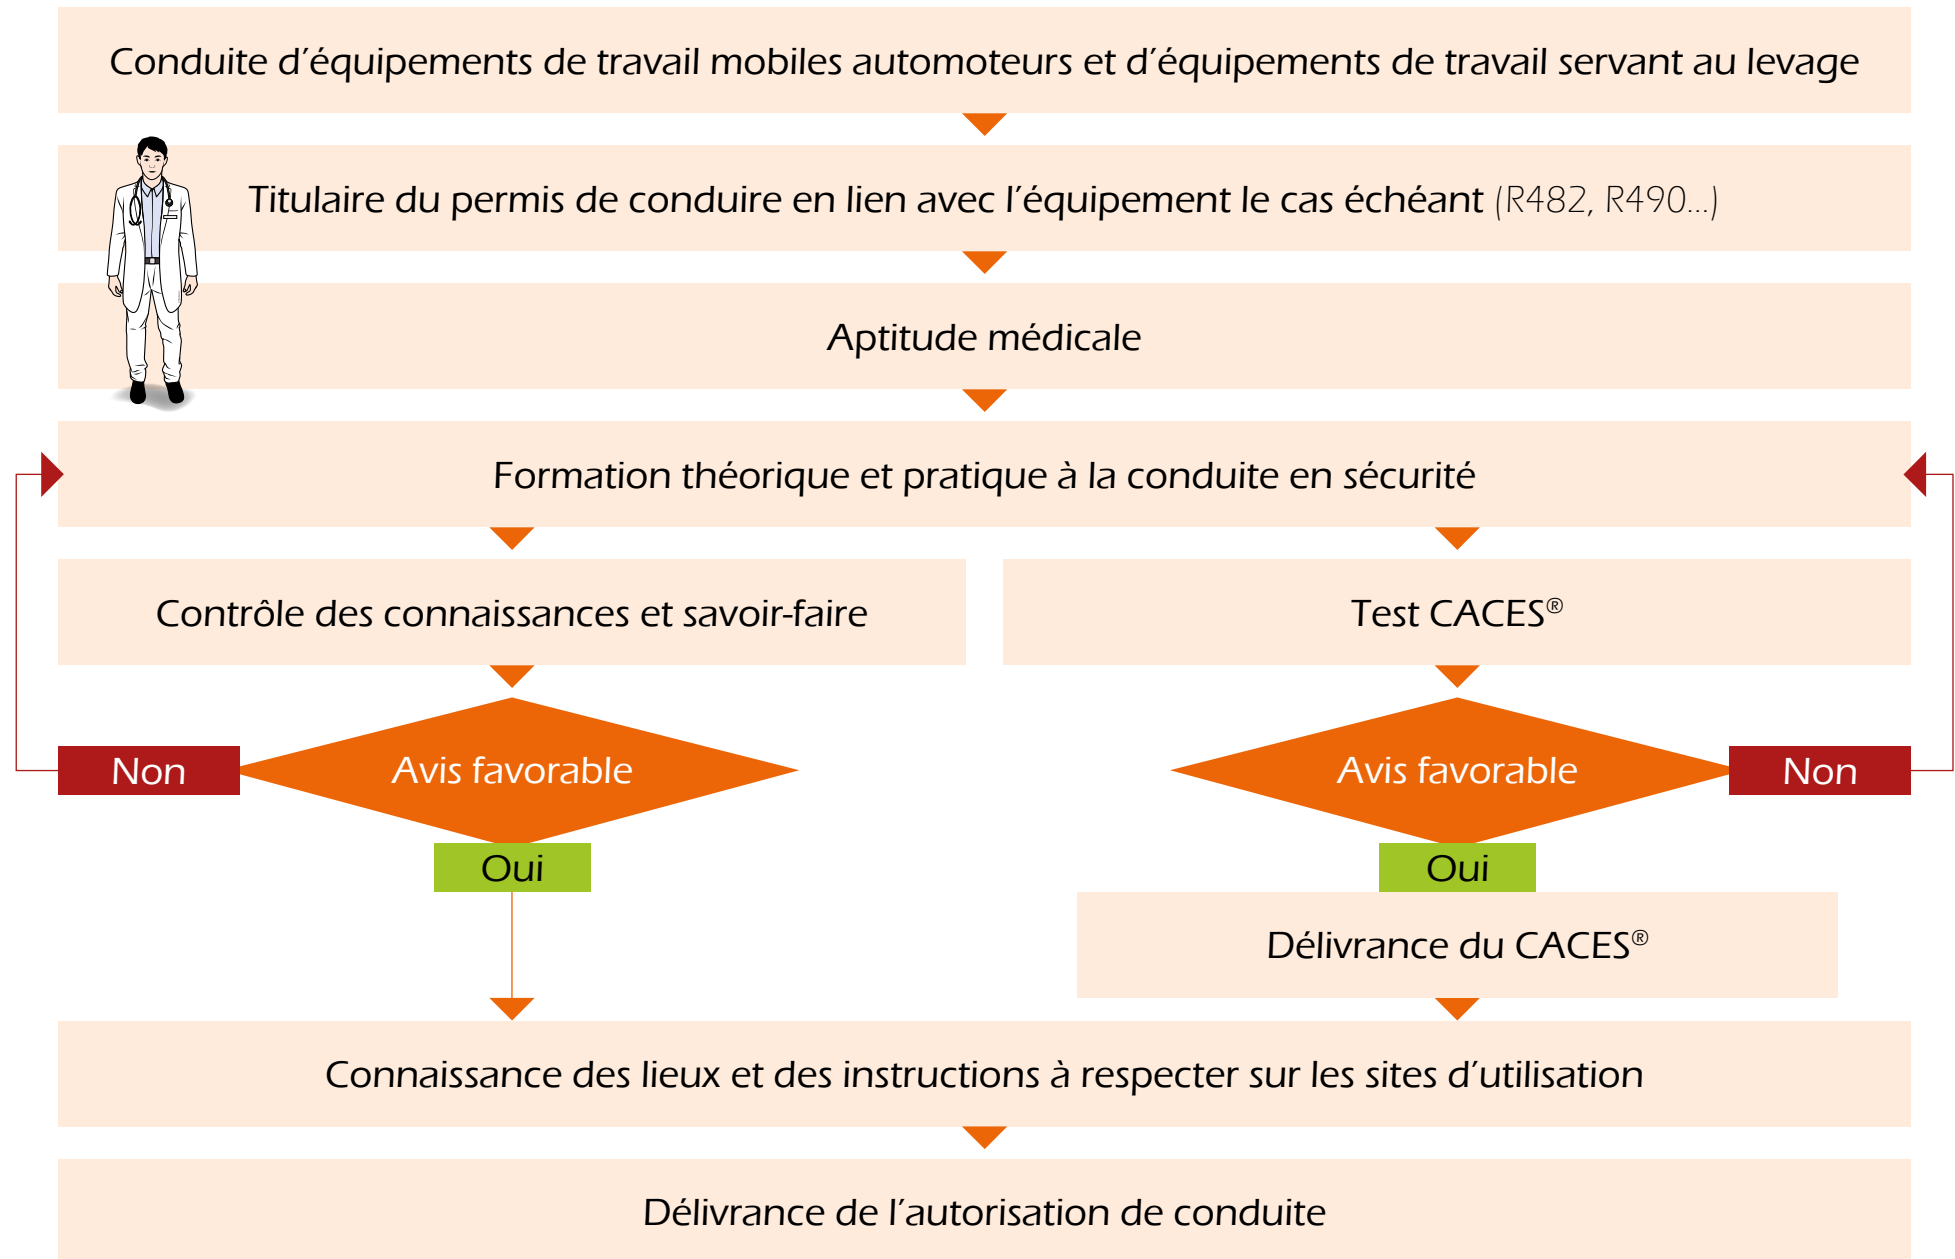 Conduite d'équipements de travail mobiles automoteurs et d'équipements de travail servant au levage
Titulaire du permis de conduire en lien avec l'équipement le cas échéant (R482, R490...)
Aptitude médicale
Formation théorique et pratique à la conduite en sécurité
Contrôle des connaissances et savoir-faire
Test CACES®
Non
Avis favorable
Avis favorable
Non
Oui
Oui
Délivrance du CACES®
Connaissance des lieux et des instructions à respecter sur les sites d'utilisation
Délivrance de l'autorisation de conduite